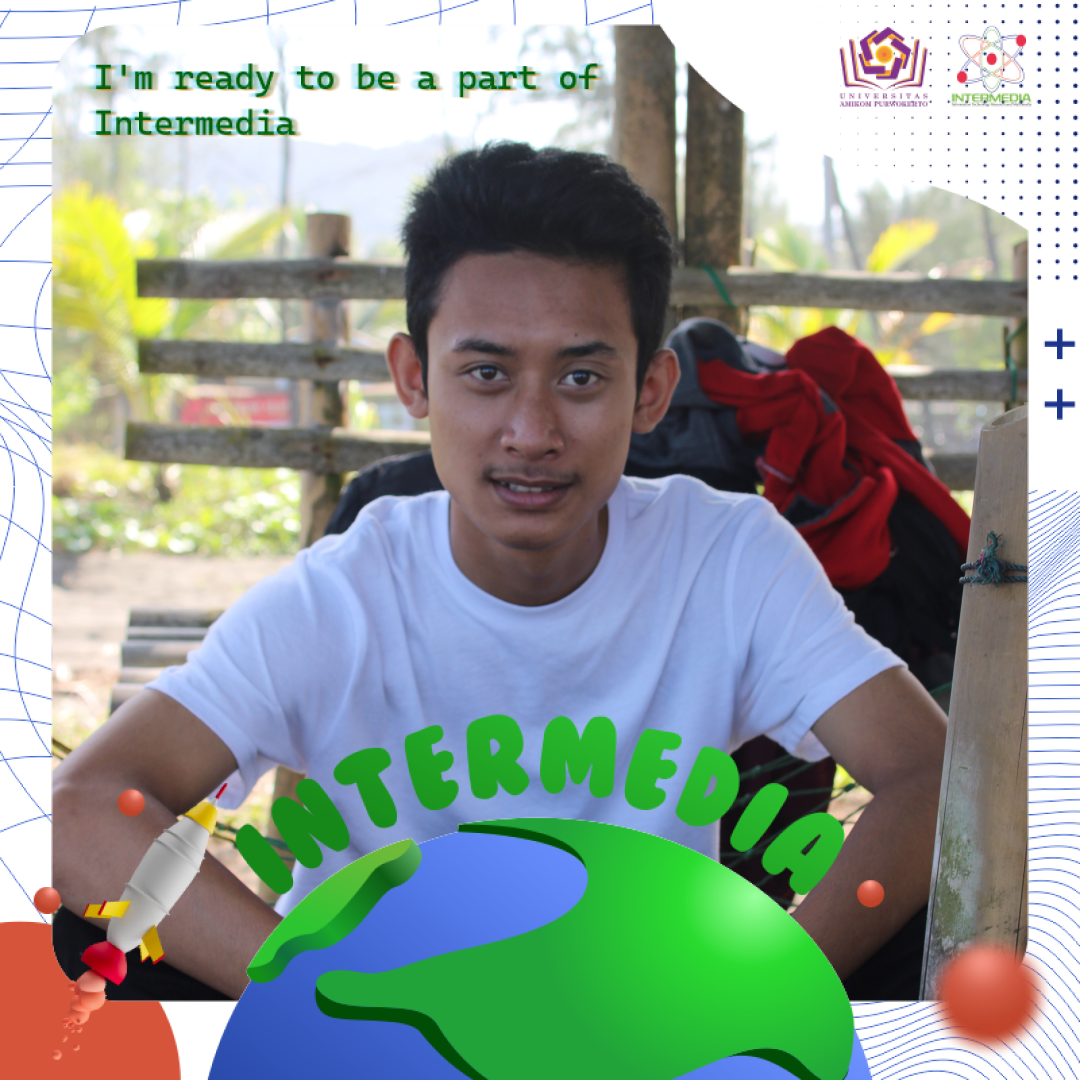 I'm ready to be a part of
Intermedia
UNIVERSITAS
AMIKOM PURWOKERTO
INTERMEDIA
INTERMEDIA